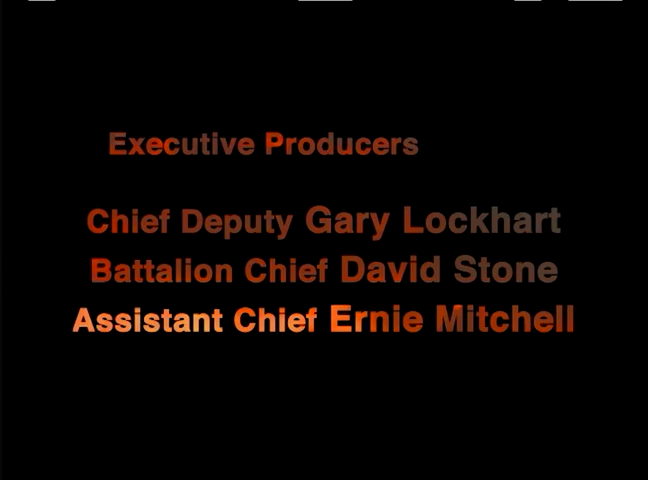 Executive Producers
Chief Deputy Gary Lockhart
Battalion Chief David Stone
Assistant Chief Ernie Mitchell